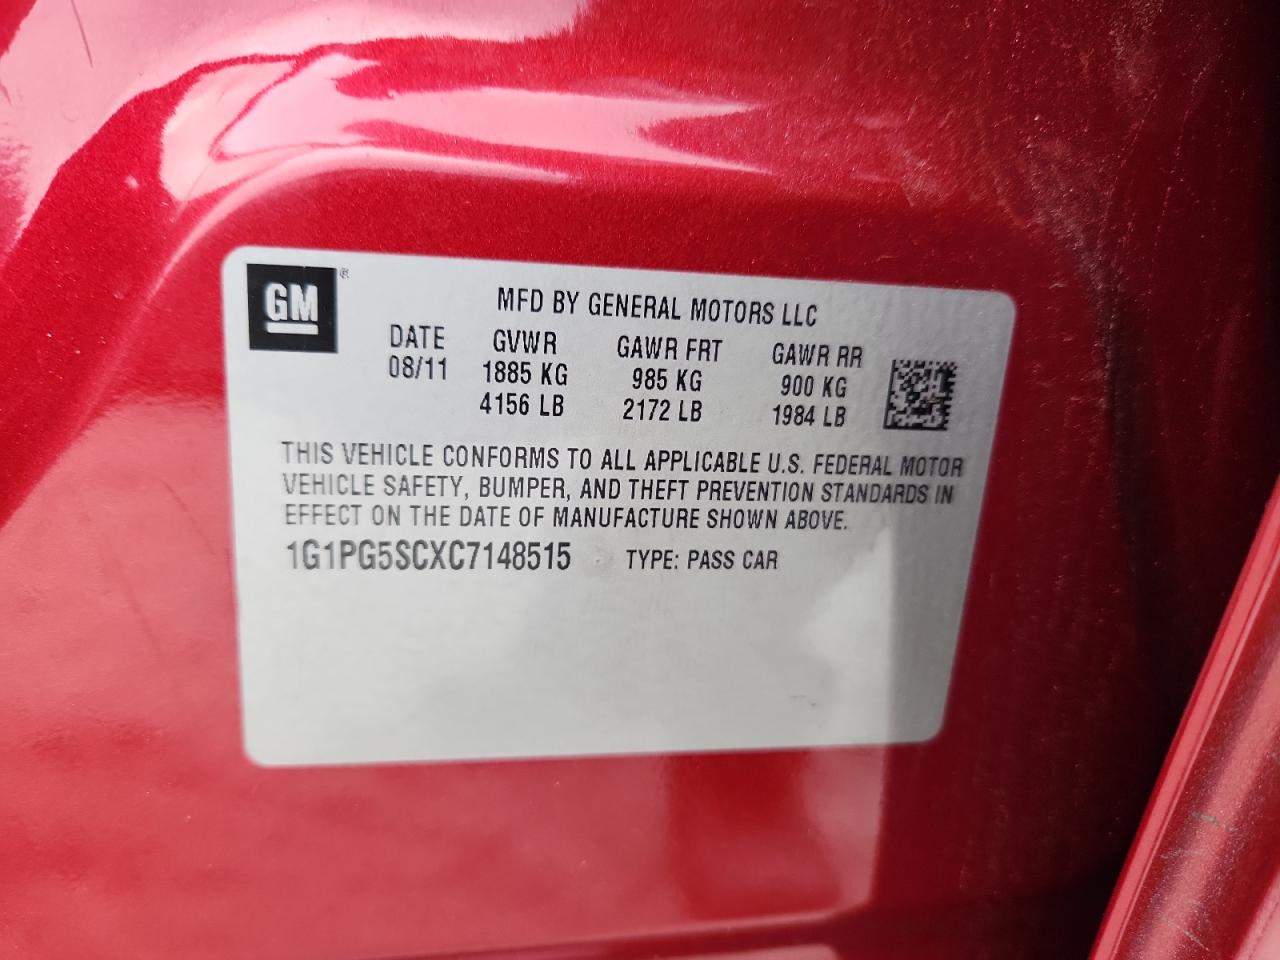 GM®
MFD BY GENERAL MOTORS LLC
DATE GVWR GAWR FRT GAWR RR
08/11 1885 KG 985 KG 900 KG
4156 LB 2172 LB 1984 LB
THIS VEHICLE CONFORMS TO ALL APPLICABLE U.S. FEDERAL MOTOR
VEHICLE SAFETY, BUMPER, AND THEFT PREVENTION STANDARDS IN
EFFECT ON THE DATE OF MANUFACTURE SHOWN ABOVE.
1G1PG5SCXC7148515 TYPE: PASS CAR